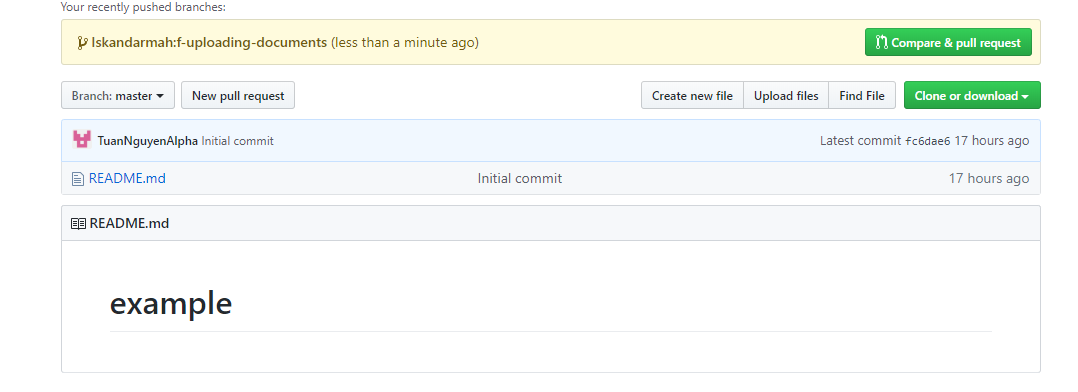 Your recently pushed branches:
Iskandarmah:f-uploading-documents (less than a minute ago) Compare & pull request
Branch: master New pull request Create new file Upload files Find File Clone or download
TuanNguyenAlpha Initial commit Latest commit fc6dae6 17 hours ago
README.md Initial commit 17 hours ago
README.md
example